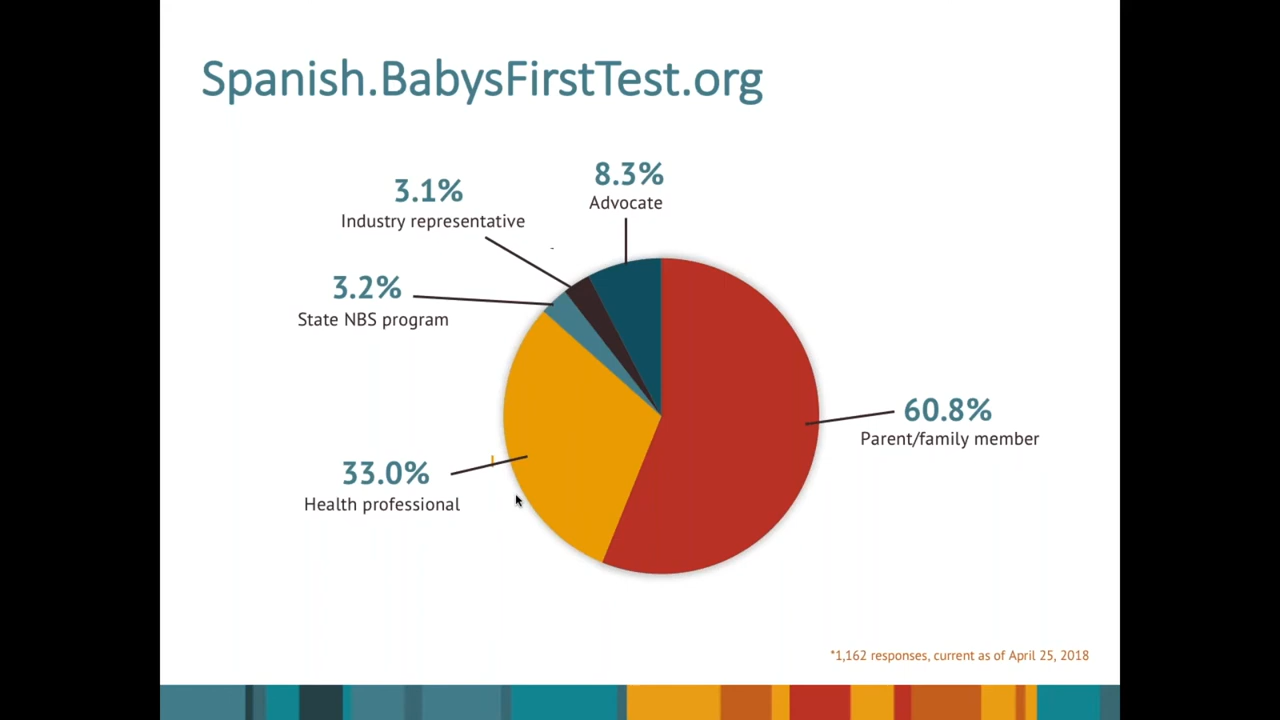 Spanish.BabysFirstTest.org
8.3%
Advocate
3.1%
Industry representative
3.2%
State NBS program
60.8%
Parent/family member
33.0%
Health professional
*1,162 responses, current as of April 25, 2018